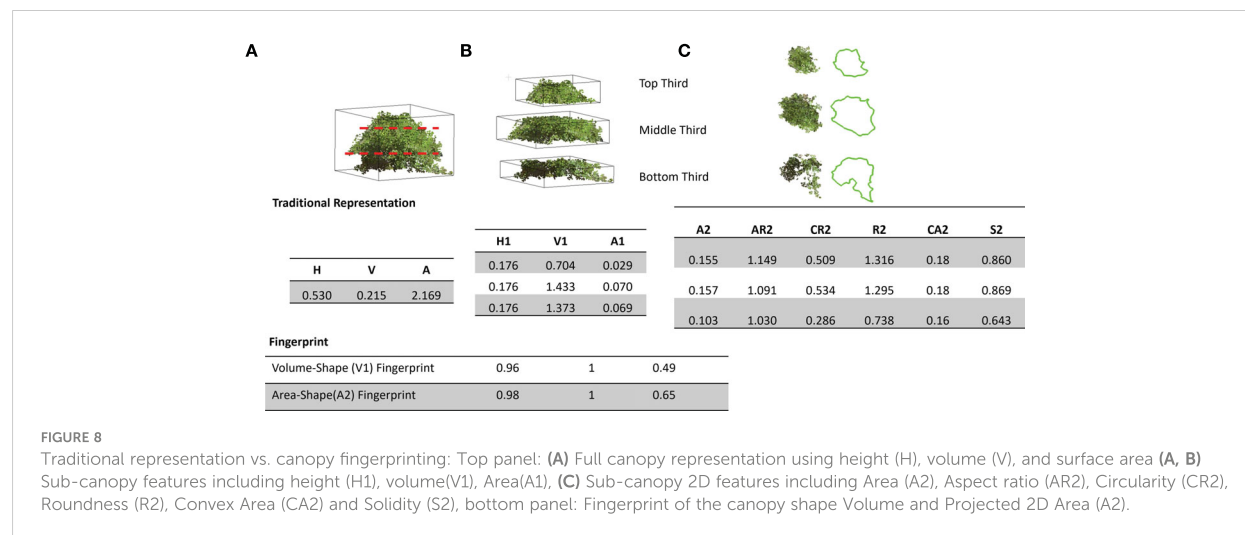 A
B
C
Top Third
Middle Third
Bottom Third
Traditional Representation
H V A
0.530 0.215 2.169
H1 V1 A1
0.176 0.704 0.029
0.176 1.433 0.070
0.176 1.373 0.069
A2 AR2 CR2 R2 CA2 S2
0.155 1.149 0.509 1.316 0.18 0.860
0.157 1.091 0.534 1.295 0.18 0.869
0.103 1.030 0.286 0.738 0.16 0.643
Fingerprint
Volume-Shape (V1) Fingerprint 0.96 1 0.49
Area-Shape(A2) Fingerprint 0.98 1 0.65
FIGURE 8
Traditional representation vs. canopy fingerprinting: Top panel: (A) Full canopy representation using height (H), volume (V), and surface area (A, B)
Sub-canopy features including height (H1), volume(V1), Area(A1), (C) Sub-canopy 2D features including Area (A2), Aspect ratio (AR2), Circularity (CR2),
Roundness (R2), Convex Area (CA2) and Solidity (S2), bottom panel: Fingerprint of the canopy shape Volume and Projected 2D Area (A2).